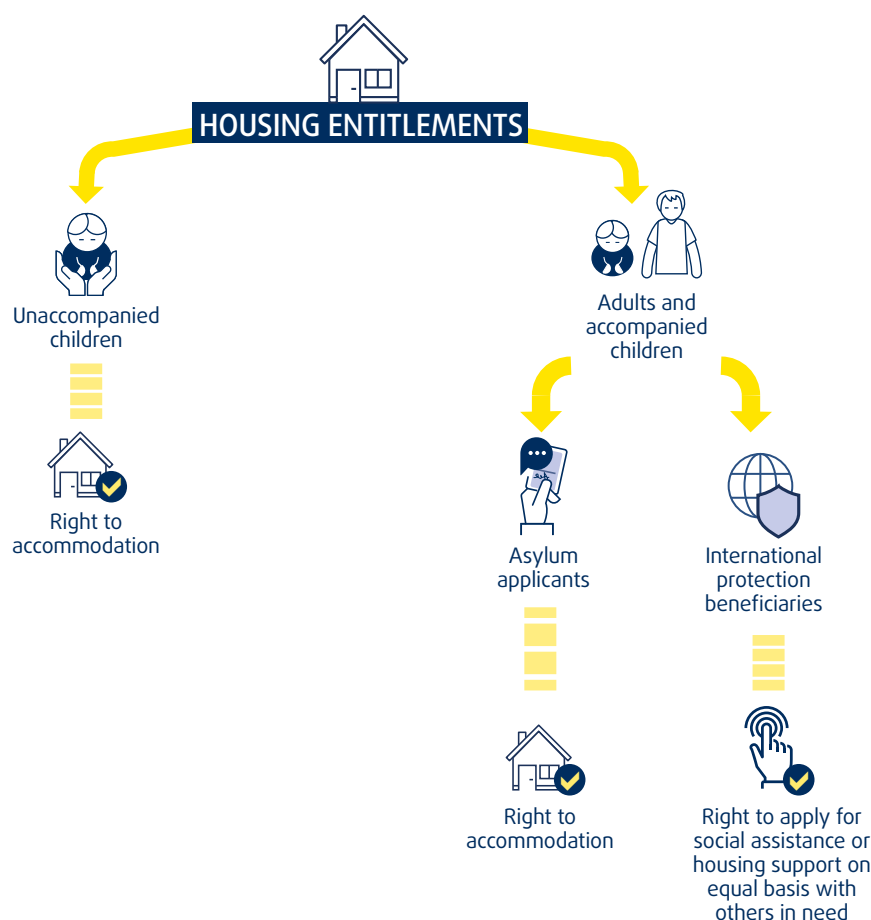 HOUSING ENTITLEMENTS
Unaccompanied
children
Right to
accommodation
Adults and
accompanied
children
Asylum
applicants
Right to
accommodation
International
protection
beneficiaries
Right to apply for
social assistance or
housing support on
equal basis with
others in need